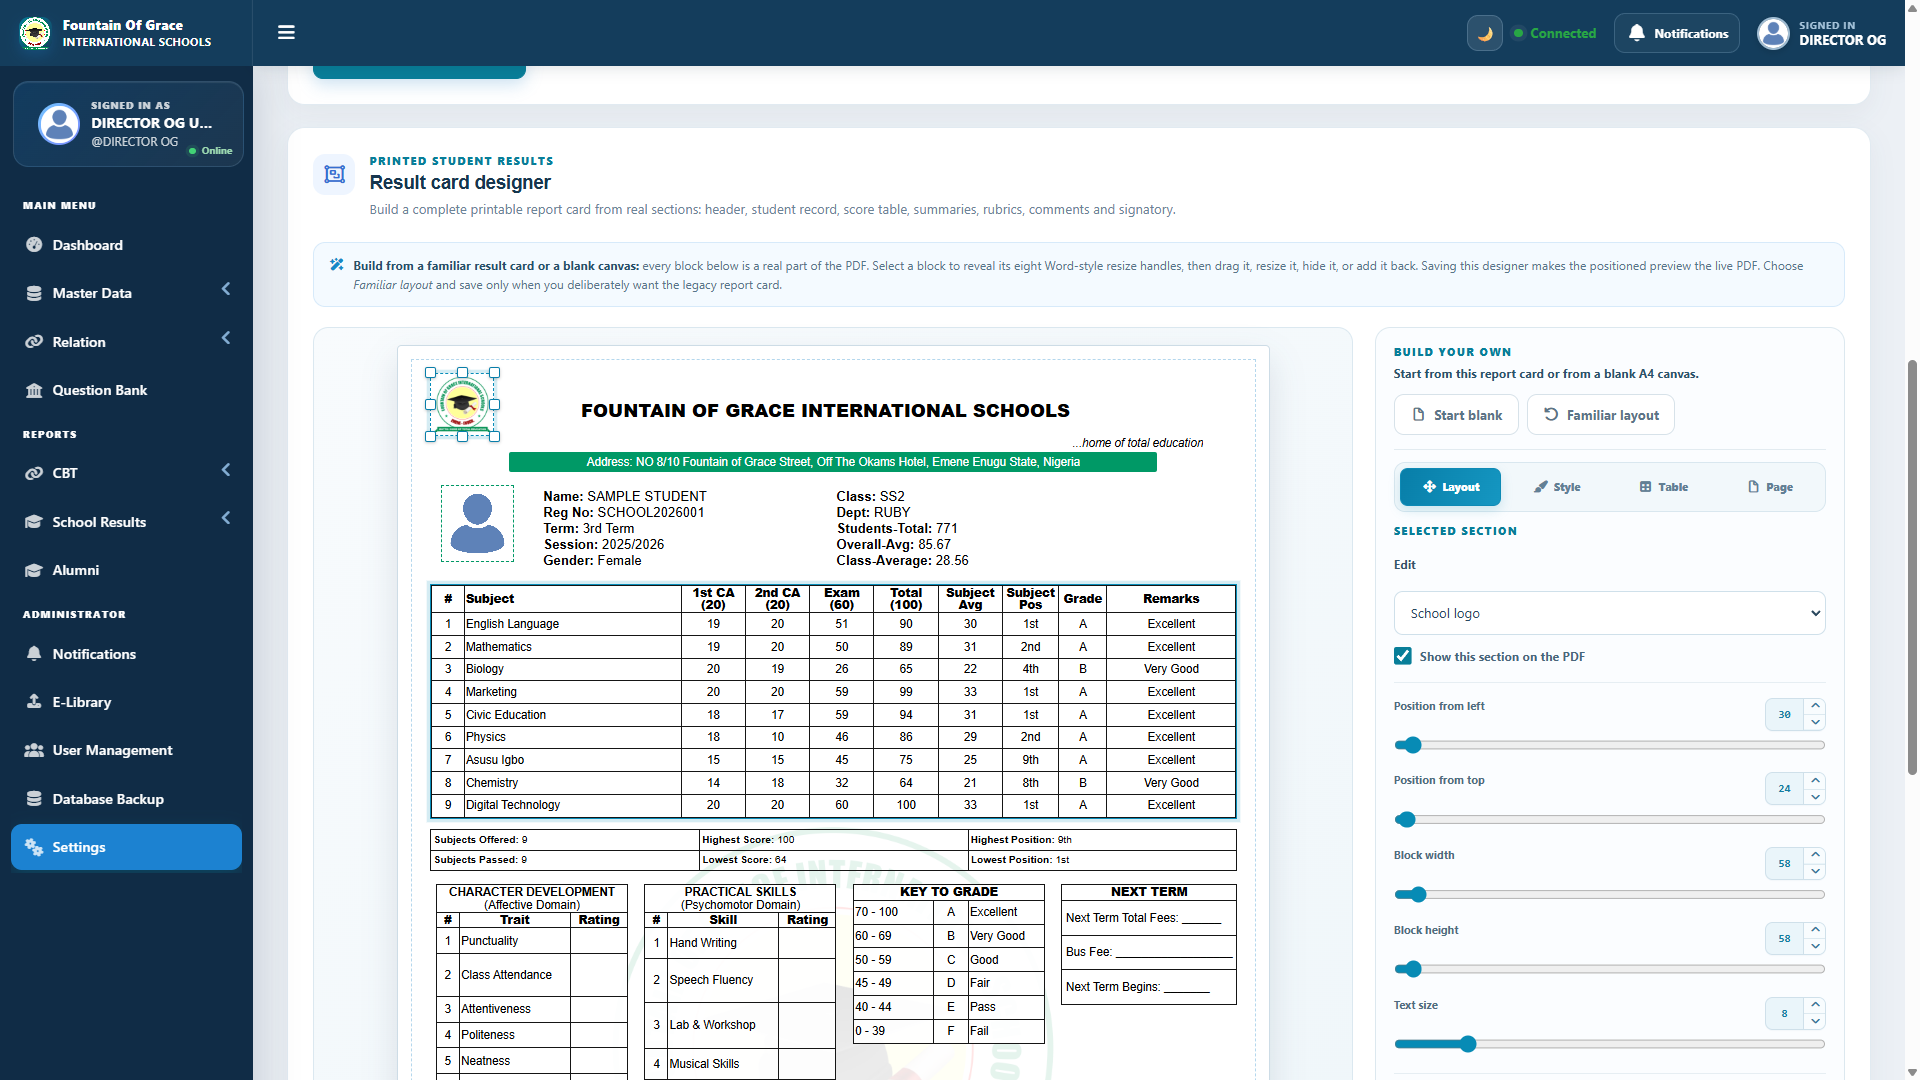 Fountain Of Grace
INTERNATIONAL SCHOOLS
Connected
Notifications
SIGNED IN
DIRECTOR OG
SIGNED IN AS
DIRECTOR OG U...
@DIRECTOR OG
Online
MAIN MENU
Dashboard
Master Data
Relation
Question Bank
REPORTS
CBT
School Results
Alumni
ADMINISTRATOR
Notifications
E-Library
User Management
Database Backup
Settings
PRINTED STUDENT RESULTS
Result card designer
Build a complete printable report card from real sections: header, student record, score table, summaries, rubrics, comments and signatory.
Build from a familiar result card or a blank canvas: every block below is a real part of the PDF. Select a block to reveal its eight Word-style resize handles, then drag it, resize it, hide it, or add it back. Saving this designer makes the positioned preview the live PDF. Choose
Familiar layout and save only when you deliberately want the legacy report card.
FOUNTAIN OF GRACE INTERNATIONAL SCHOOLS
...home of total education
Address: NO 8/10 Fountain of Grace Street, Off The Okams Hotel, Emene Enugu State, Nigeria
Name: SAMPLE STUDENT
Reg No: SCHOOL2026001
Term: 3rd Term
Session: 2025/2026
Gender: Female
Class: SS2
Dept: RUBY
Students-Total: 771
Overall-Avg: 85.67
Class-Average: 28.56
# Subject 1st CA (20) 2nd CA (20) Exam (60) Total (100) Subject Avg Subject Pos Grade Remarks
1 English Language 19 20 51 90 30 1st A Excellent
2 Mathematics 19 20 50 89 31 2nd A Excellent
3 Biology 20 19 26 65 22 4th B Very Good
4 Marketing 20 20 59 99 33 1st A Excellent
5 Civic Education 18 17 59 94 31 1st A Excellent
6 Physics 18 10 46 86 29 2nd A Excellent
7 Asusu Igbo 15 15 45 75 25 9th A Excellent
8 Chemistry 14 18 32 64 21 8th B Very Good
9 Digital Technology 20 20 60 100 33 1st A Excellent
Subjects Offered: 9 Highest Score: 100 Highest Position: 9th
Subjects Passed: 9 Lowest Score: 64 Lowest Position: 1st
CHARACTER DEVELOPMENT
(Affective Domain)
# Trait Rating
1 Punctuality
2 Class Attendance
3 Attentiveness
4 Politeness
5 Neatness
PRACTICAL SKILLS
(Psychomotor Domain)
# Skill Rating
1 Hand Writing
2 Speech Fluency
3 Lab & Workshop
4 Musical Skills
KEY TO GRADE
70 - 100 A Excellent
60 - 69 B Very Good
50 - 59 C Good
45 - 49 D Fair
40 - 44 E Pass
0 - 39 F Fail
NEXT TERM
Next Term Total Fees: ______
Bus Fee: __________________
Next Term Begins: _______
BUILD YOUR OWN
Start from this report card or from a blank A4 canvas.
Start blank
Familiar layout
Layout
Style
Table
Page
SELECTED SECTION
Edit
School logo
Show this section on the PDF
Position from left
30
Position from top
24
Block width
58
Block height
58
Text size
8